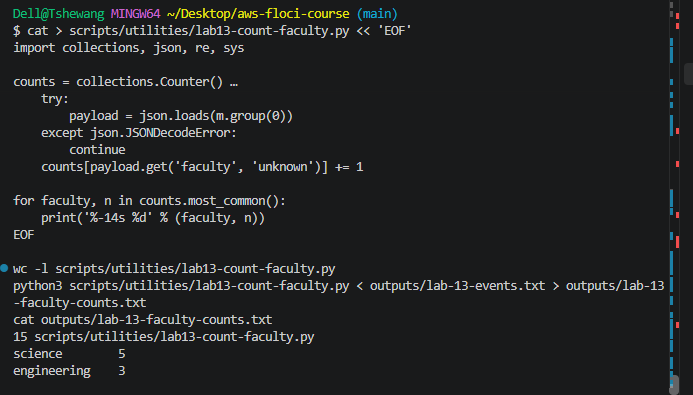 Dell@Tshewang MINGW64 ~/Desktop/aws-floci-course (main)
$ cat > scripts/utilities/lab13-count-faculty.py << 'EOF'
import collections, json, re, sys

counts = collections.Counter() …
    try:
        payload = json.loads(m.group(0))
    except json.JSONDecodeError:
        continue
    counts[payload.get('faculty', 'unknown')] += 1

for faculty, n in counts.most_common():
    print('%-14s %d' % (faculty, n))
EOF

wc -l scripts/utilities/lab13-count-faculty.py
python3 scripts/utilities/lab13-count-faculty.py < outputs/lab-13-events.txt > outputs/lab-13
-faculty-counts.txt
cat outputs/lab-13-faculty-counts.txt
15 scripts/utilities/lab13-count-faculty.py
science        5
engineering    3